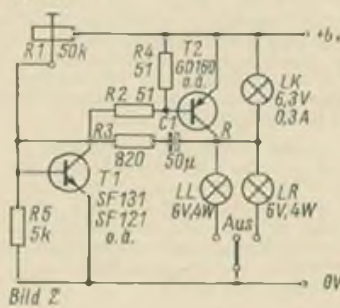 +b.
R1 50k
R4
51
T2
GD160
o.ä.
LK
6,3V
0,3A
R2 51
C1
R
R3
820
50µ
T1
SF131
SF121
o.ä.
LL
6V,4W
LR
6V,4W
Aus
R5
5k
0V
Bild 2